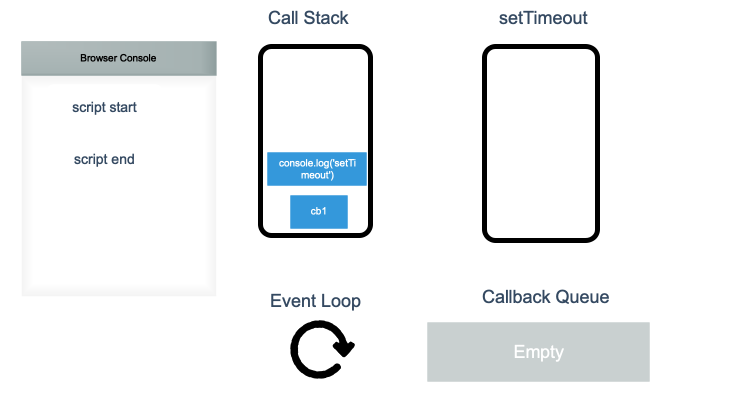 Call Stack
setTimeout
Browser Console
script start
script end
console.log('setTi
meout')
cb1
Event Loop
Callback Queue
Empty